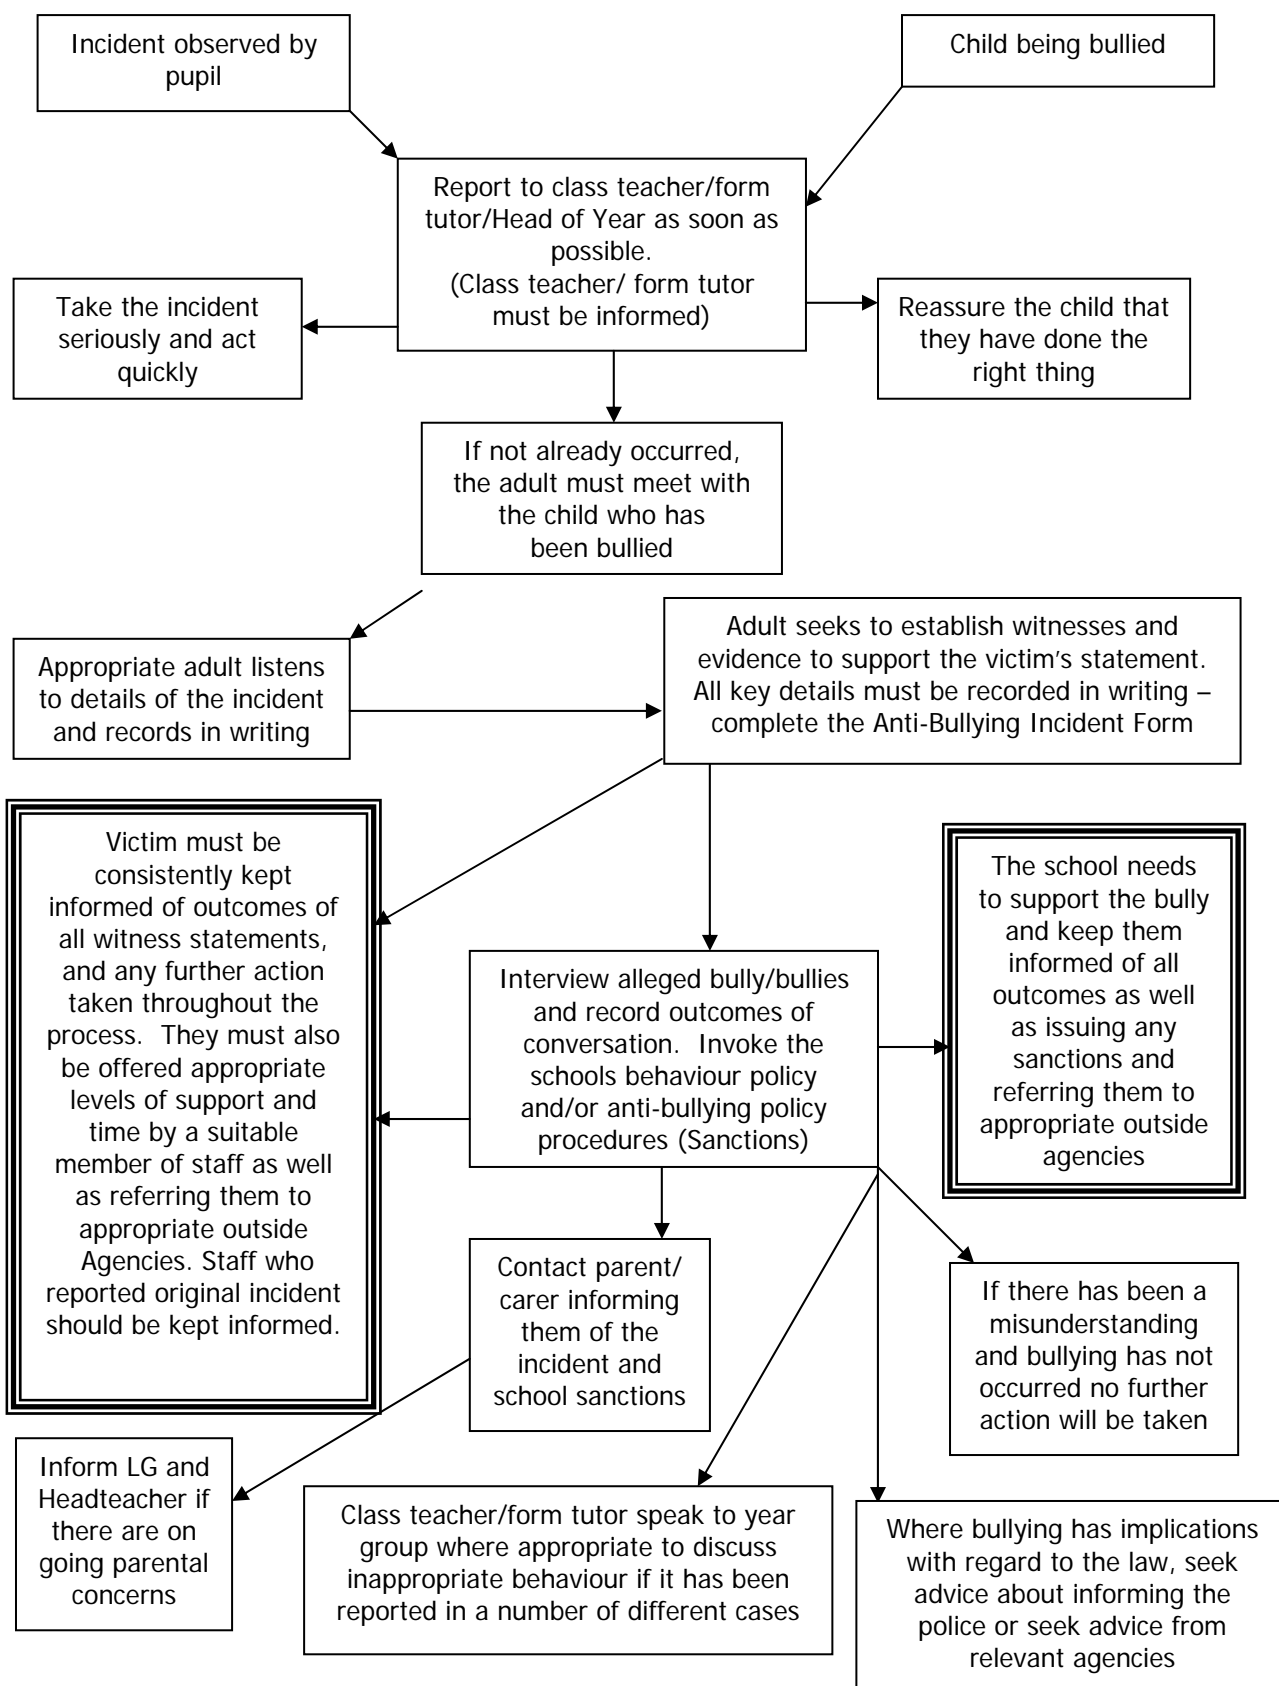 Incident observed by
pupil
Child being bullied
Report to class teacher/form
tutor/Head of Year as soon as
possible.
(Class teacher/ form tutor
must be informed)
Take the incident
seriously and act
quickly
Reassure the child that
they have done the
right thing
If not already occurred,
the adult must meet with
the child who has
been bullied
Appropriate adult listens
to details of the incident
and records in writing
Adult seeks to establish witnesses and
evidence to support the victim's statement.
All key details must be recorded in writing –
complete the Anti-Bullying Incident Form
Victim must be
consistently kept
informed of outcomes of
all witness statements,
and any further action
taken throughout the
process.  They must also
be offered appropriate
levels of support and
time by a suitable
member of staff as well
as referring them to
appropriate outside
Agencies. Staff who
reported original incident
should be kept informed.
Interview alleged bully/bullies
and record outcomes of
conversation.  Invoke the
schools behaviour policy
and/or anti-bullying policy
procedures (Sanctions)
The school needs
to support the bully
and keep them
informed of all
outcomes as well
as issuing any
sanctions and
referring them to
appropriate outside
agencies
Contact parent/
carer informing
them of the
incident and
school sanctions
If there has been a
misunderstanding
and bullying has not
occurred no further
action will be taken
Inform LG and
Headteacher if
there are on
going parental
concerns
Class teacher/form tutor speak to year
group where appropriate to discuss
inappropriate behaviour if it has been
reported in a number of different cases
Where bullying has implications
with regard to the law, seek
advice about informing the
police or seek advice from
relevant agencies